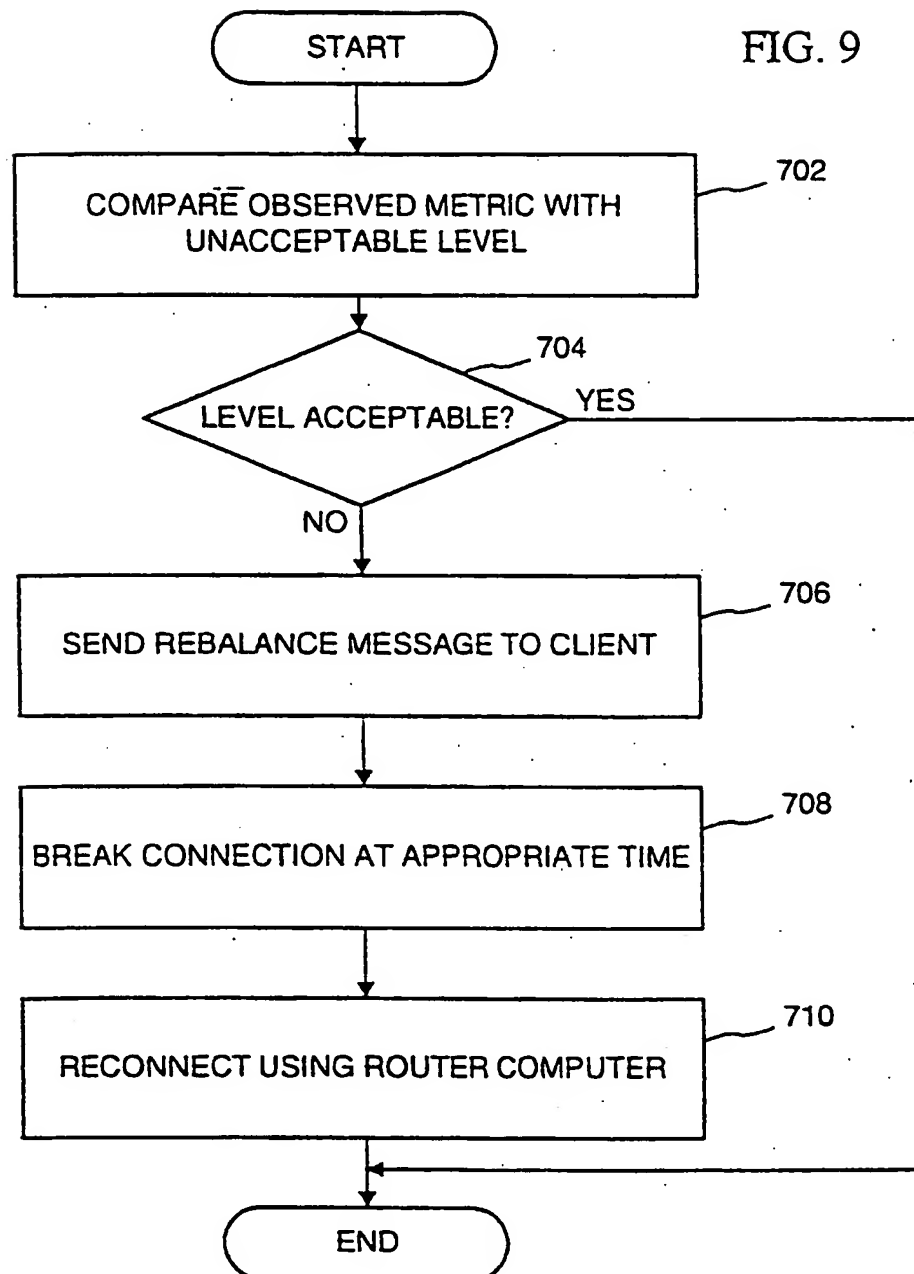 START
FIG. 9
702
COMPARE OBSERVED METRIC WITH
UNACCEPTABLE LEVEL
704
LEVEL ACCEPTABLE?
YES
NO
706
SEND REBALANCE MESSAGE TO CLIENT
708
BREAK CONNECTION AT APPROPRIATE TIME
710
RECONNECT USING ROUTER COMPUTER
END